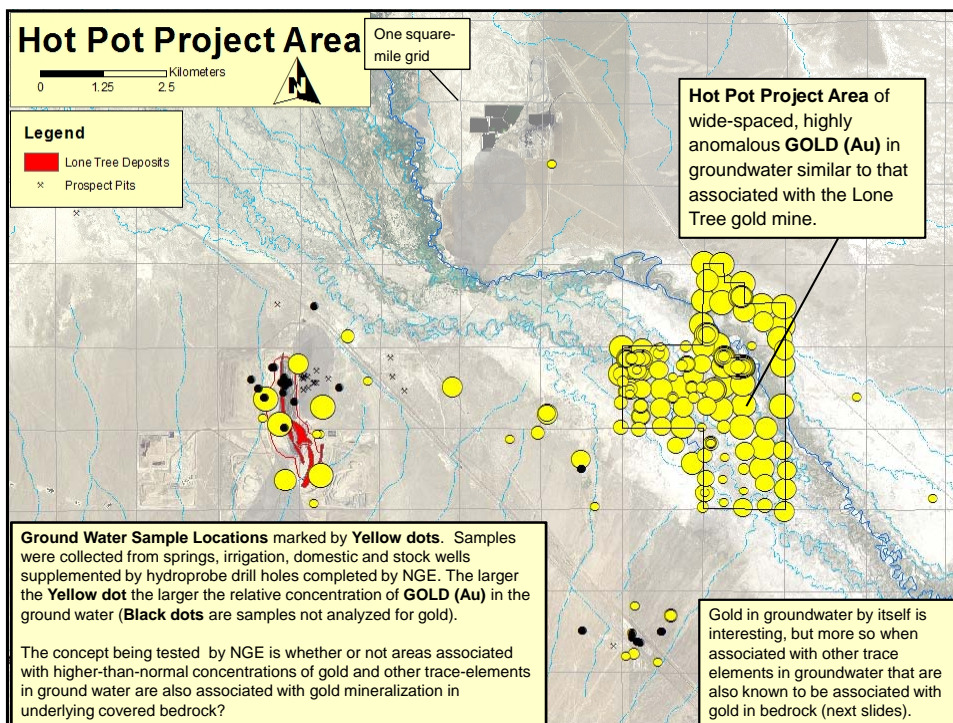 Hot Pot Project Area
Kilometers
0 1.25 2.5
N
Legend
Lone Tree Deposits
Prospect Pits
One square-
mile grid
Hot Pot Project Area of
wide-spaced, highly
anomalous GOLD (Au) in
groundwater similar to that
associated with the Lone
Tree gold mine.
Ground Water Sample Locations marked by Yellow dots. Samples
were collected from springs, irrigation, domestic and stock wells
supplemented by hydroprobe drill holes completed by NGE. The larger
the Yellow dot the larger the relative concentration of GOLD (Au) in the
ground water (Black dots are samples not analyzed for gold).
The concept being tested by NGE is whether or not areas associated
with higher-than-normal concentrations of gold and other trace-elements
in ground water are also associated with gold mineralization in
underlying covered bedrock?
Gold in groundwater by itself is
interesting, but more so when
associated with other trace
elements in groundwater that are
also known to be associated with
gold in bedrock (next slides).